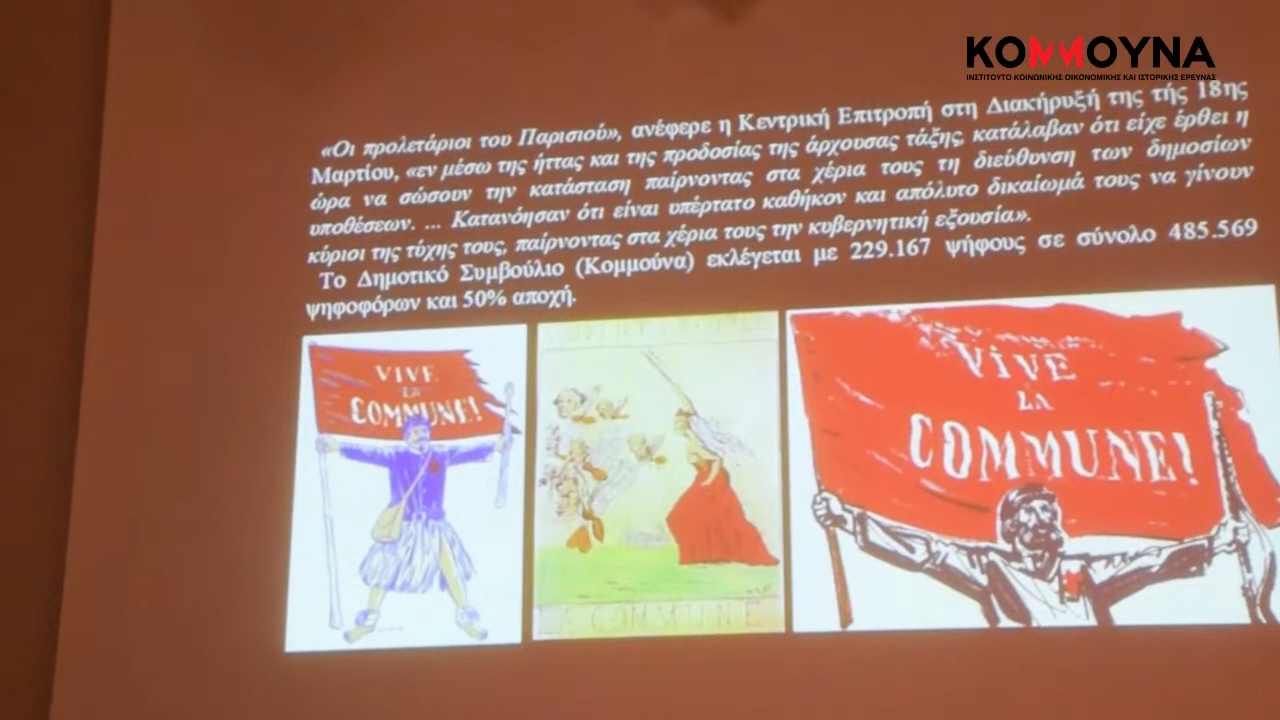 ΚΟΜΜΟΥΝΑ
ΙΝΣΤΙΤΟΥΤΟ ΚΟΙΝΩΝΙΚΗΣ ΟΙΚΟΝΟΜΙΚΗΣ ΚΑΙ ΙΣΤΟΡΙΚΗΣ ΕΡΕΥΝΑΣ
«Οι προλετάριοι του Παρισιού», ανέφερε η Κεντρική Επιτροπή στη Διακήρυξή της τής 18ης
Μαρτίου, «εν μέσω της ήττας και της προδοσίας της άρχουσας τάξης, κατάλαβαν ότι είχε έρθει η
ώρα να σώσουν την κατάσταση παίρνοντας στα χέρια τους τη διεύθυνση των δημοσίων
υποθέσεων. ... Κατανόησαν ότι είναι υπέρτατο καθήκον και απόλυτο δικαίωμά τους να γίνουν
κύριοι της τύχης τους, παίρνοντας στα χέρια τους την κυβερνητική εξουσία».
Το Δημοτικό Συμβούλιο (Κομμούνα) εκλέγεται με 229.167 ψήφους σε σύνολο 485.569
ψηφοφόρων και 50% αποχή.
VIVE
LA
COMMUNE!
LA COMMUNE
VIVE
LA
COMMUNE!